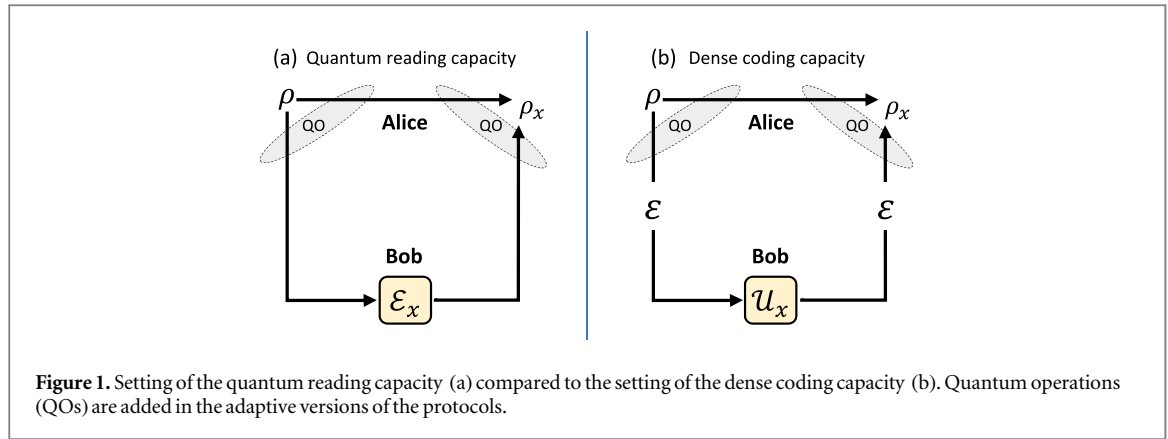 (a) Quantum reading capacity
ρ
QO
Alice
QO
ρx
Bob
ℰx
(b) Dense coding capacity
ρ
QO
Alice
QO
ρx
ℰ
ℰ
Bob
𝒰x
Figure 1. Setting of the quantum reading capacity (a) compared to the setting of the dense coding capacity (b). Quantum operations
(QOs) are added in the adaptive versions of the protocols.